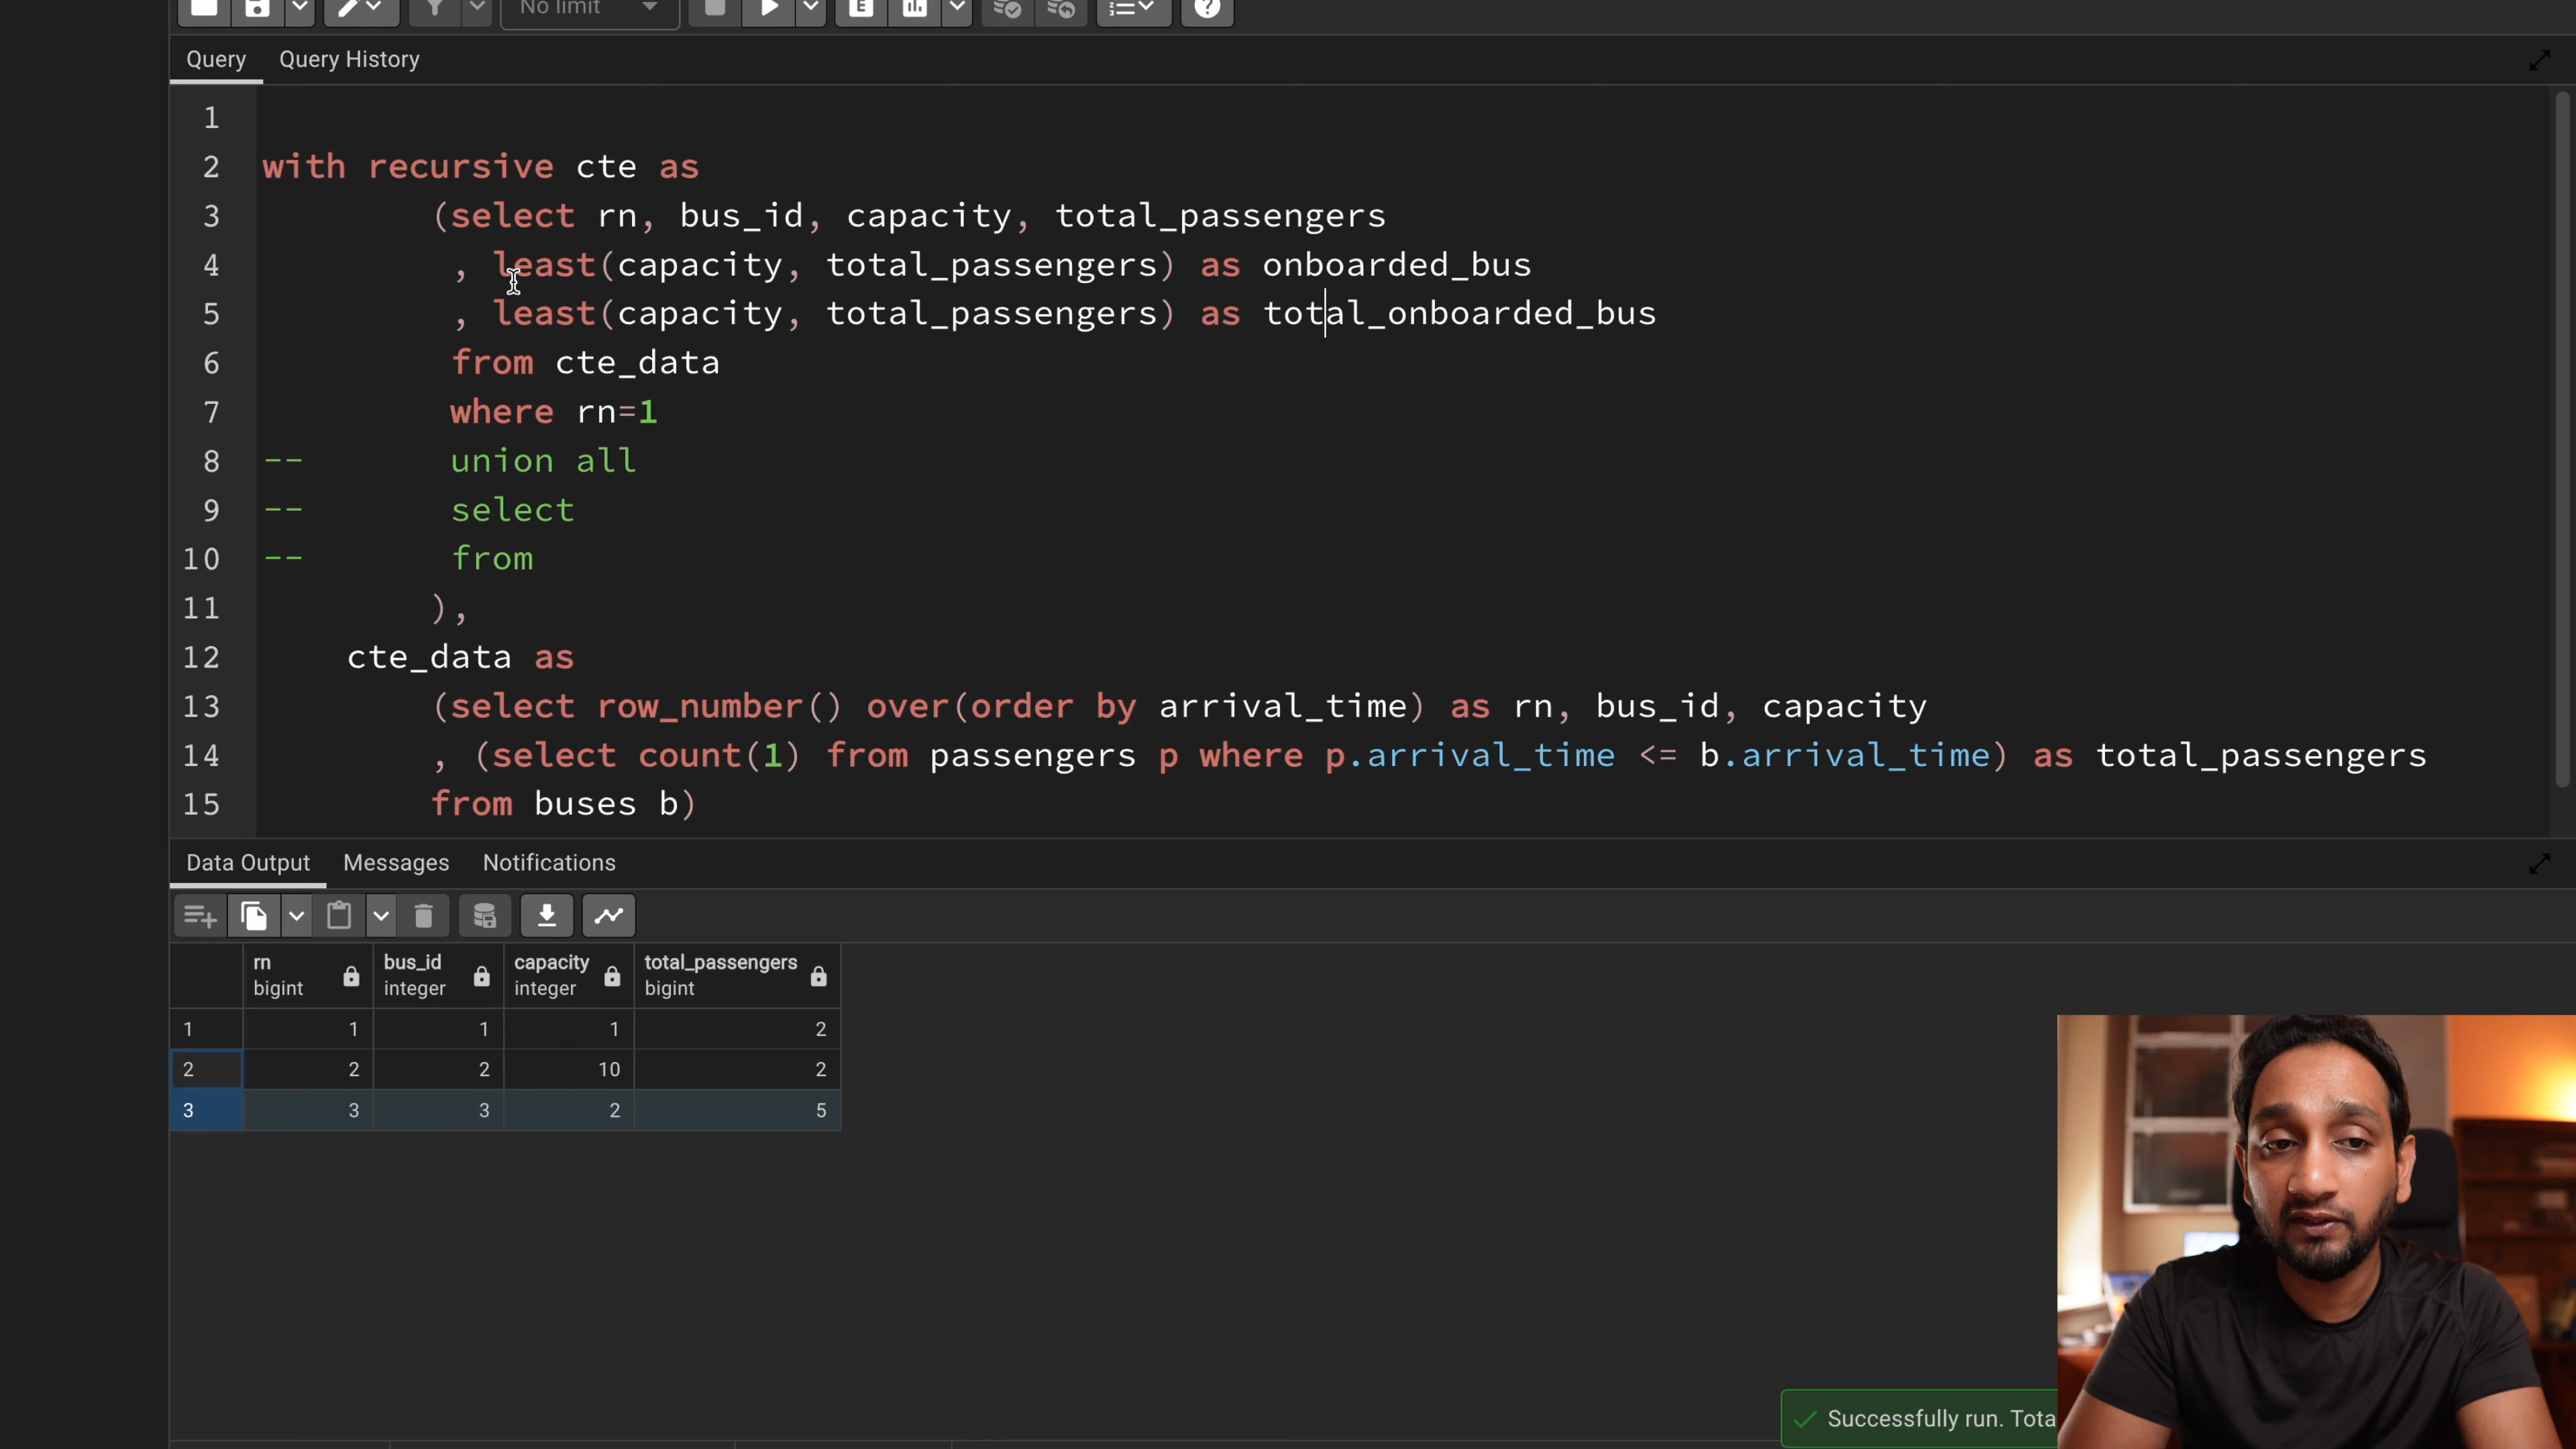 No limit
Query Query History
1
2 with recursive cte as
3 (select rn, bus_id, capacity, total_passengers
4 , least(capacity, total_passengers) as onboarded_bus
5 , least(capacity, total_passengers) as total_onboarded_bus
6 from cte_data
7 where rn=1
8 -- union all
9 -- select
10 -- from
11 ),
12 cte_data as
13 (select row_number() over(order by arrival_time) as rn, bus_id, capacity
14 , (select count(1) from passengers p where p.arrival_time <= b.arrival_time) as total_passengers
15 from buses b)
Data Output Messages Notifications
rn bus_id capacity total_passengers
bigint integer integer bigint
1 1 1 1 2
2 2 2 10 2
3 3 3 2 5
Successfully run. Tota